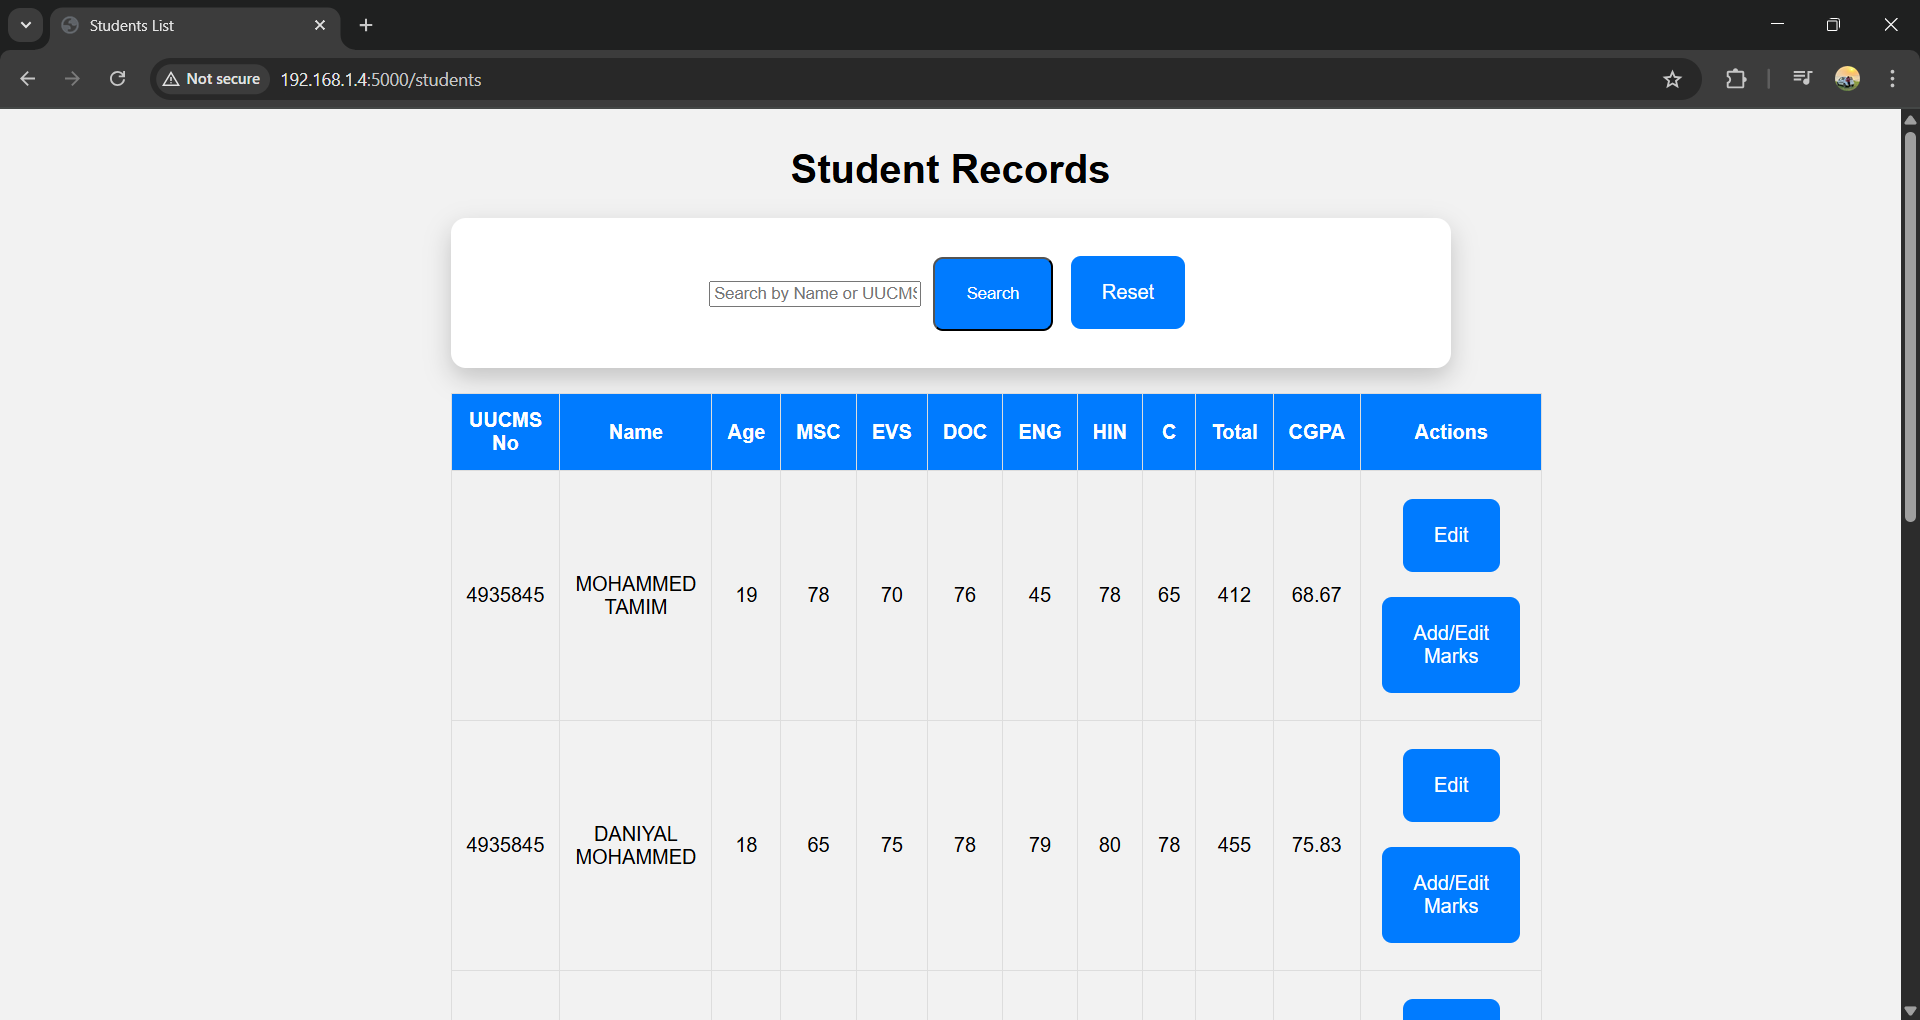 Students List
Not secure
192.168.1.4:5000/students
Student Records
Search by Name or UUCMS
Search
Reset
UUCMS No Name Age MSC EVS DOC ENG HIN C Total CGPA Actions
4935845 MOHAMMED TAMIM 19 78 70 76 45 78 65 412 68.67
Edit
Add/Edit
Marks
4935845 DANIYAL MOHAMMED 18 65 75 78 79 80 78 455 75.83
Edit
Add/Edit
Marks